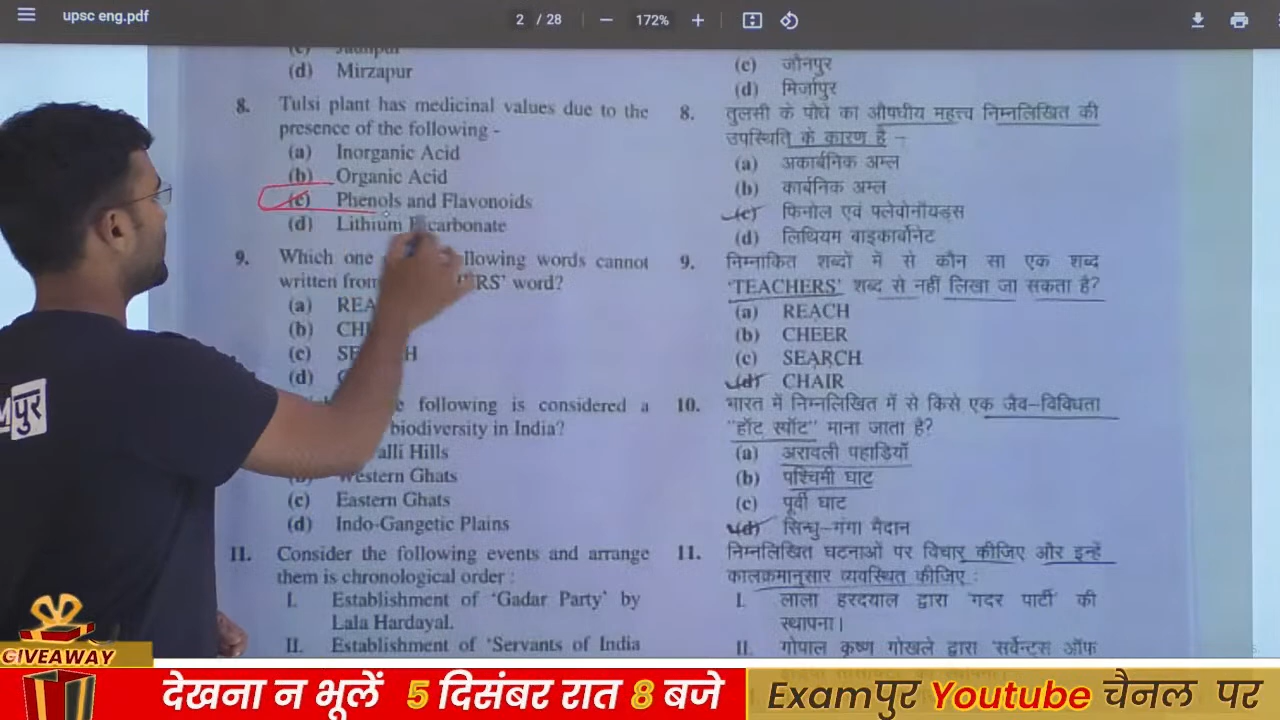 upsc eng.pdf
2 / 28
172%
(d) Mirzapur
8. Tulsi plant has medicinal values due to the
presence of the following -
(a) Inorganic Acid
(b) Organic Acid
(c) Phenols and Flavonoids
(d) Lithium
9. Which one llowing words cannot
written from RS' word?
(a) REA
(b) CH
(c) SE H
(d)
following is considered a
biodiversity in India?
alli Hills
(b) Western Ghats
(c) Eastern Ghats
(d) Indo-Gangetic Plains
11. Consider the following events and arrange
them is chronological order :
I. Establishment of 'Gadar Party' by
Lala Hardayal.
II. Establishment of 'Servants of India
(c) जौनपुर
(d) मिर्जापुर
8. तुलसी के पौधे का औषधीय महत्त्व निम्नलिखित की
उपस्थिति के कारण है –
(a) अकार्बनिक अम्ल
(b) कार्बनिक अम्ल
(c) फिनोल एवं फ्लेवोनॉयड्स
(d) लिथियम बाइकार्बोनेट
9. निम्नांकित शब्दों में से कौन सा एक शब्द
'TEACHERS' शब्द से नहीं लिखा जा सकता है?
(a) REACH
(b) CHEER
(c) SEARCH
(d) CHAIR
10. भारत में निम्नलिखित में से किसे एक जैव-विविधता
"हॉट स्पॉट" माना जाता है?
(a) अरावली पहाड़ियाँ
(b) पश्चिमी घाट
(c) पूर्वी घाट
(d) सिन्धु-गंगा मैदान
11. निम्नलिखित घटनाओं पर विचार कीजिए और इन्हें
कालक्रमानुसार व्यवस्थित कीजिए :
I. लाला हरदयाल द्वारा 'गदर पार्टी' की
स्थापना।
II. गोपाल कृष्ण गोखले द्वारा 'सर्वेन्ट्स ऑफ
पुर
GIVEAWAY
देखना न भूलें 5 दिसंबर रात 8 बजे
Examपुर Youtube चैनल पर